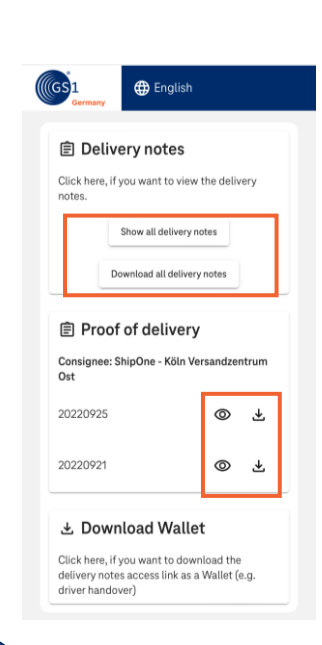 GS1
Germany
English
Delivery notes
Click here, if you want to view the delivery
notes.
Show all delivery notes
Download all delivery notes
Proof of delivery
Consignee: ShipOne - Köln Versandzentrum
Ost
20220925
20220921
Download Wallet
Click here, if you want to download the
delivery notes access link as a Wallet (e.g.
driver handover)